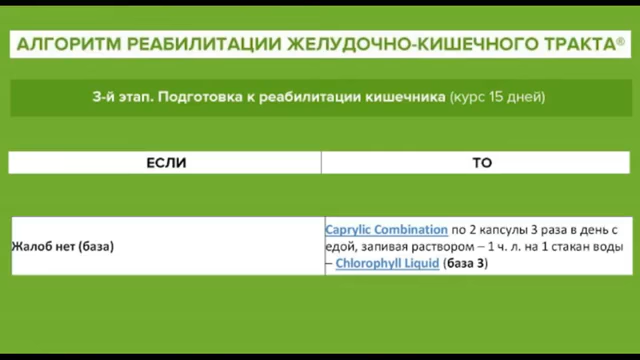 АЛГОРИТМ РЕАБИЛИТАЦИИ ЖЕЛУДОЧНО-КИШЕЧНОГО ТРАКТА®
3-й этап. Подготовка к реабилитации кишечника (курс 15 дней)
ЕСЛИ ТО
Caprylic Combination по 2 капсулы 3 раза в день с
Жалоб нет (база) едой, запивая раствором – 1 ч. л. на 1 стакан воды
– Chlorophyll Liquid (база 3)